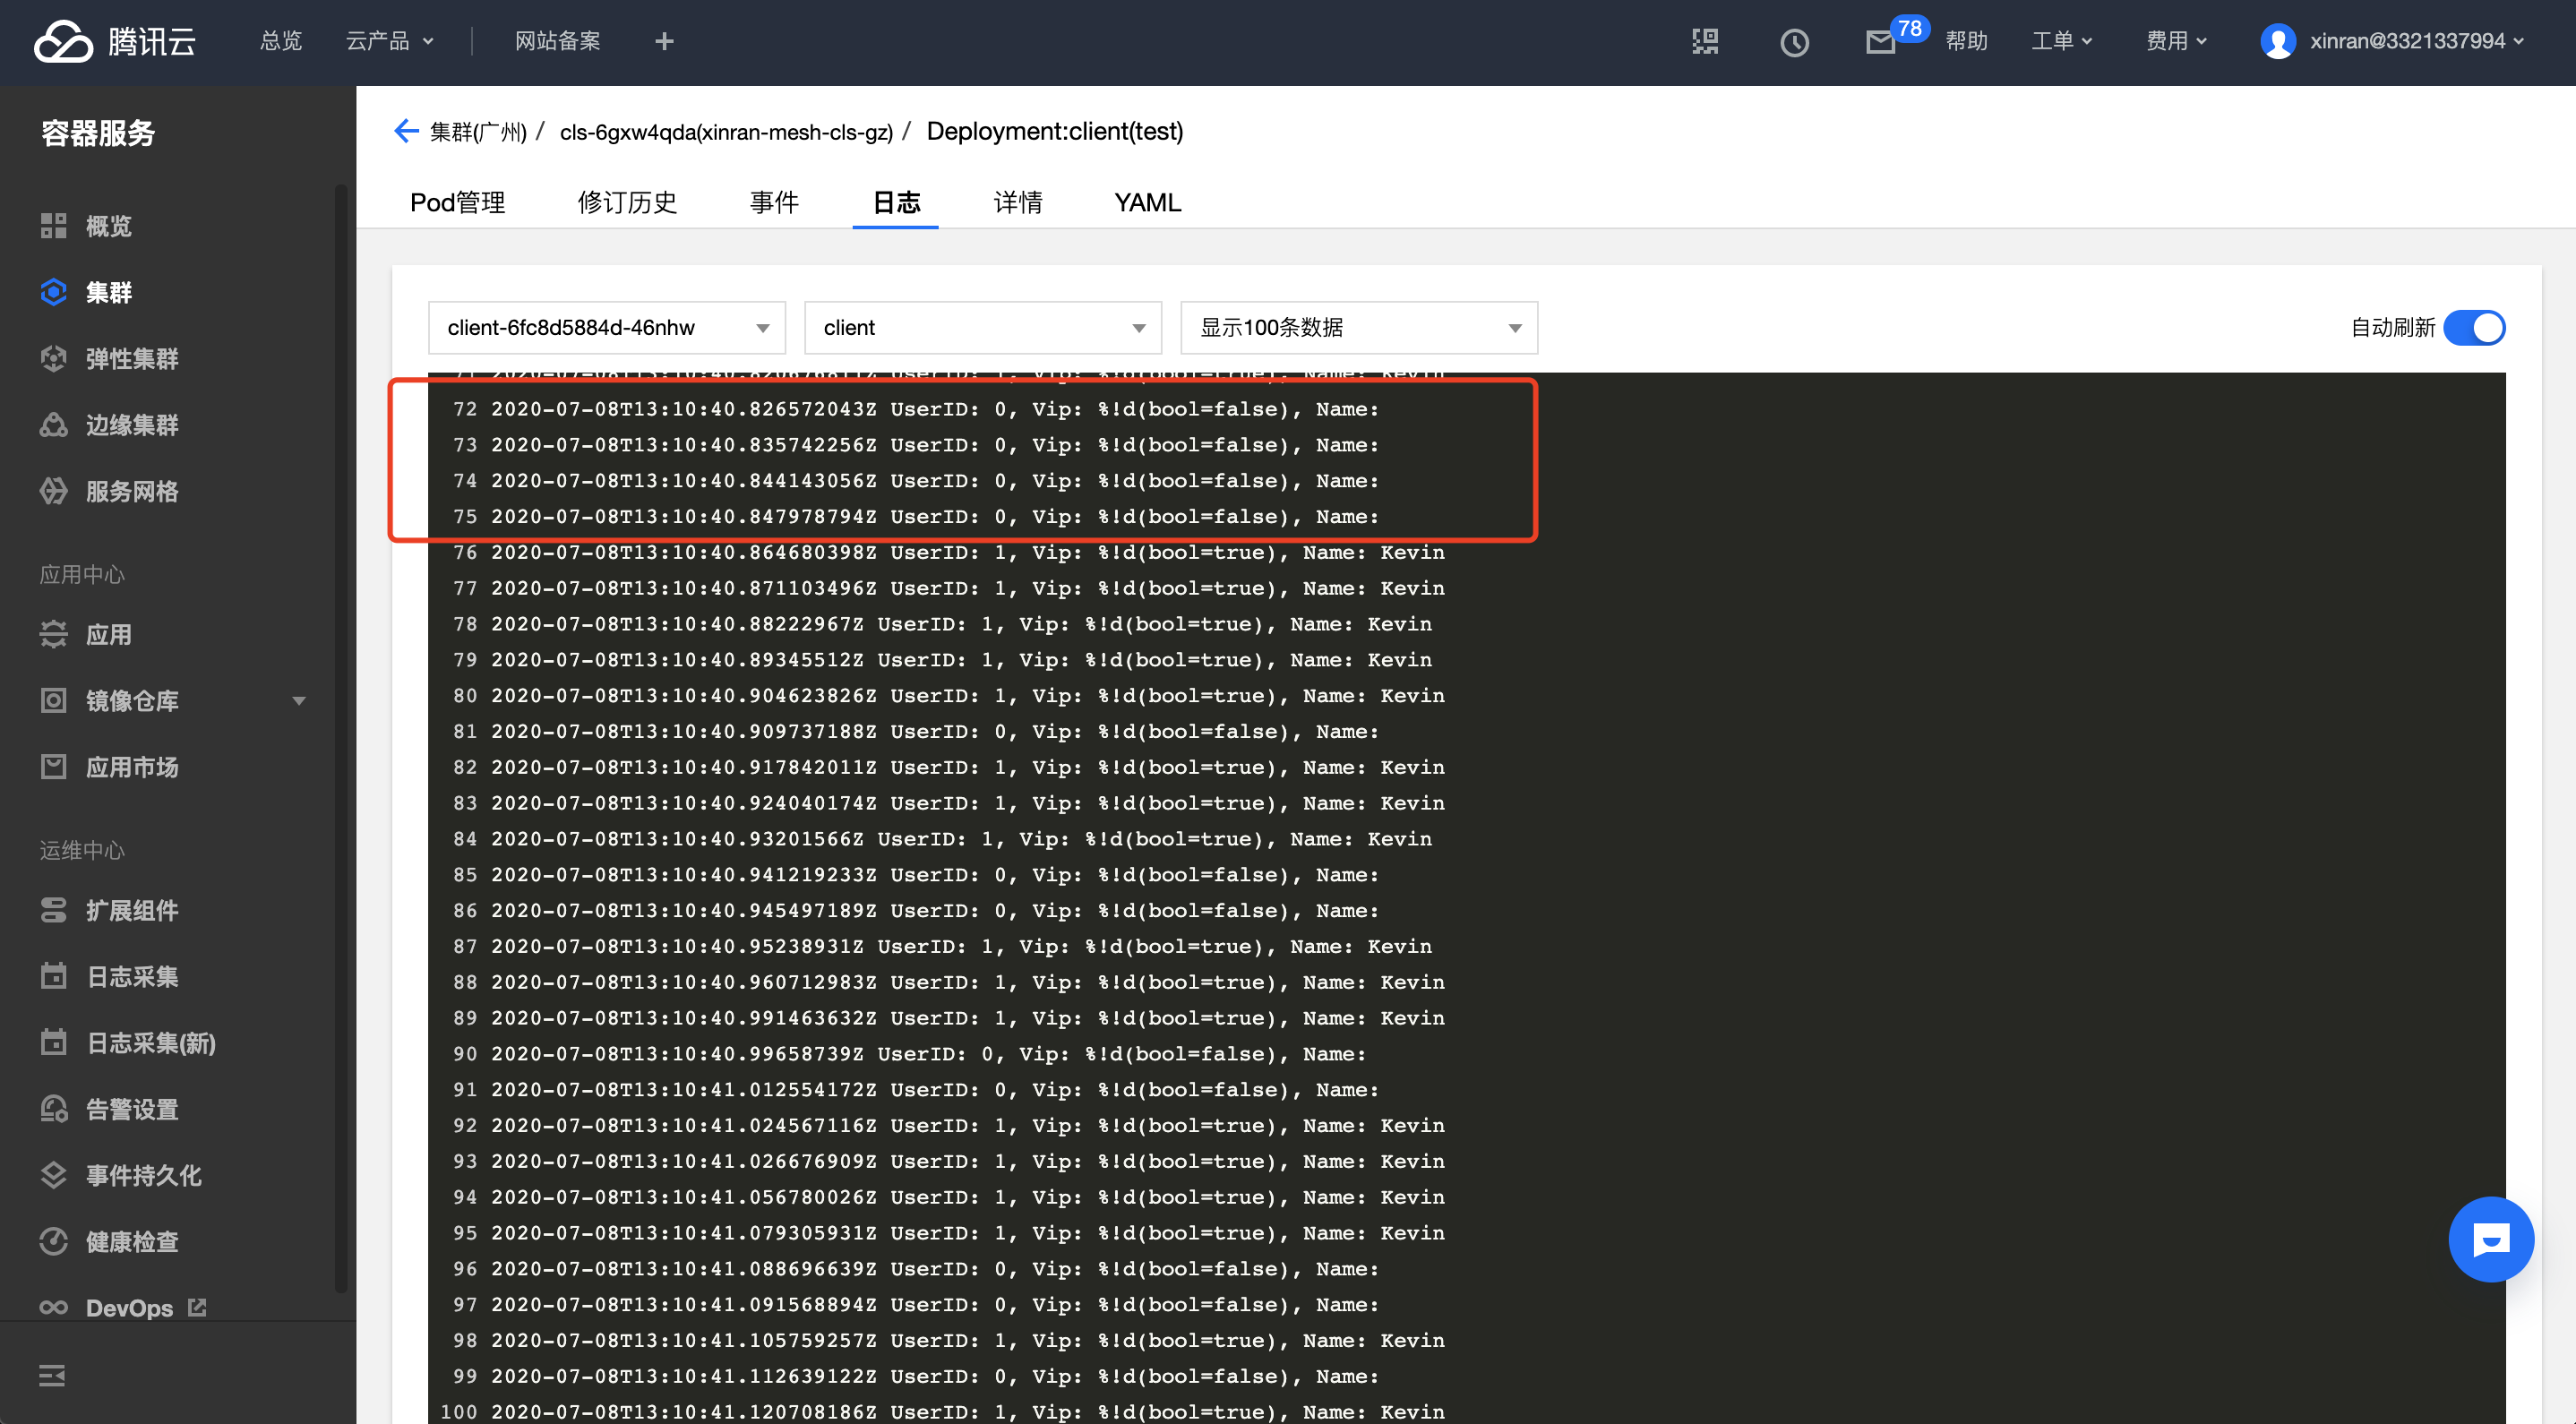 腾讯云
总览
云产品
网站备案
78
帮助
工单
费用
xinran@3321337994
容器服务
概览
集群
弹性集群
边缘集群
服务网格
应用中心
应用
镜像仓库
应用市场
运维中心
扩展组件
日志采集
日志采集(新)
告警设置
事件持久化
健康检查
DevOps
集群(广州) / cls-6gxw4qda(xinran-mesh-cls-gz) / Deployment:client(test)
Pod管理
修订历史
事件
日志
详情
YAML
client-6fc8d5884d-46nhw
client
显示100条数据
自动刷新
71 2020-07-08T13:10:40.820676811Z UserID: 1, Vip: %!d(bool=true), Name: Kevin
72 2020-07-08T13:10:40.826572043Z UserID: 0, Vip: %!d(bool=false), Name:
73 2020-07-08T13:10:40.835742256Z UserID: 0, Vip: %!d(bool=false), Name:
74 2020-07-08T13:10:40.844143056Z UserID: 0, Vip: %!d(bool=false), Name:
75 2020-07-08T13:10:40.847978794Z UserID: 0, Vip: %!d(bool=false), Name:
76 2020-07-08T13:10:40.864680398Z UserID: 1, Vip: %!d(bool=true), Name: Kevin
77 2020-07-08T13:10:40.871103496Z UserID: 1, Vip: %!d(bool=true), Name: Kevin
78 2020-07-08T13:10:40.88222967Z UserID: 1, Vip: %!d(bool=true), Name: Kevin
79 2020-07-08T13:10:40.89345512Z UserID: 1, Vip: %!d(bool=true), Name: Kevin
80 2020-07-08T13:10:40.904623826Z UserID: 1, Vip: %!d(bool=true), Name: Kevin
81 2020-07-08T13:10:40.909737188Z UserID: 0, Vip: %!d(bool=false), Name:
82 2020-07-08T13:10:40.917842011Z UserID: 1, Vip: %!d(bool=true), Name: Kevin
83 2020-07-08T13:10:40.924040174Z UserID: 1, Vip: %!d(bool=true), Name: Kevin
84 2020-07-08T13:10:40.93201566Z UserID: 1, Vip: %!d(bool=true), Name: Kevin
85 2020-07-08T13:10:40.941219233Z UserID: 0, Vip: %!d(bool=false), Name:
86 2020-07-08T13:10:40.945497189Z UserID: 0, Vip: %!d(bool=false), Name:
87 2020-07-08T13:10:40.95238931Z UserID: 1, Vip: %!d(bool=true), Name: Kevin
88 2020-07-08T13:10:40.960712983Z UserID: 1, Vip: %!d(bool=true), Name: Kevin
89 2020-07-08T13:10:40.991463632Z UserID: 1, Vip: %!d(bool=true), Name: Kevin
90 2020-07-08T13:10:40.99658739Z UserID: 0, Vip: %!d(bool=false), Name:
91 2020-07-08T13:10:41.012554172Z UserID: 0, Vip: %!d(bool=false), Name:
92 2020-07-08T13:10:41.024567116Z UserID: 1, Vip: %!d(bool=true), Name: Kevin
93 2020-07-08T13:10:41.026676909Z UserID: 1, Vip: %!d(bool=true), Name: Kevin
94 2020-07-08T13:10:41.056780026Z UserID: 1, Vip: %!d(bool=true), Name: Kevin
95 2020-07-08T13:10:41.079305931Z UserID: 1, Vip: %!d(bool=true), Name: Kevin
96 2020-07-08T13:10:41.088696639Z UserID: 0, Vip: %!d(bool=false), Name:
97 2020-07-08T13:10:41.091568894Z UserID: 0, Vip: %!d(bool=false), Name:
98 2020-07-08T13:10:41.105759257Z UserID: 1, Vip: %!d(bool=true), Name: Kevin
99 2020-07-08T13:10:41.112639122Z UserID: 0, Vip: %!d(bool=false), Name:
100 2020-07-08T13:10:41.120708186Z UserID: 1, Vip: %!d(bool=true), Name: Kevin